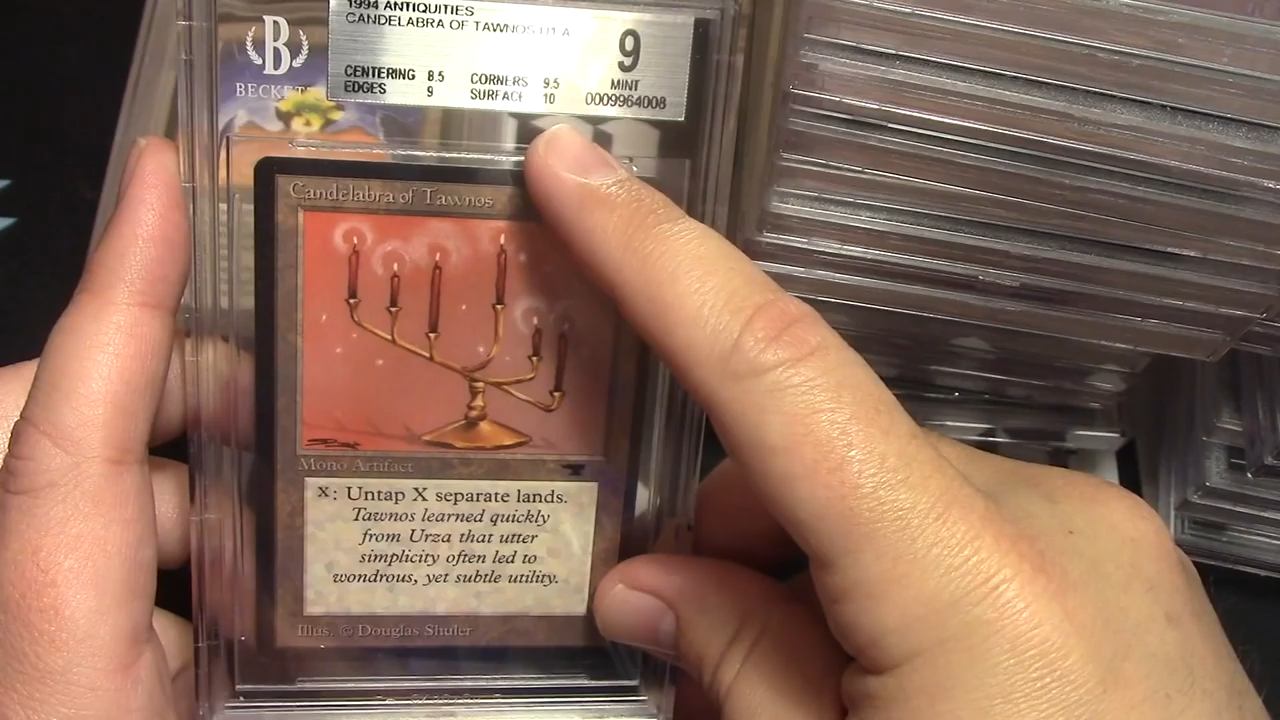 1994 ANTIQUITIES
CANDELABRA OF TAWNOS U1 A
9
CENTERING 8.5 CORNERS 9.5
MINT
EDGES 9 SURFACE 10 0009964008
B
BECKETT
Candelabra of Tawnos
Mono Artifact
X: Untap X separate lands.
Tawnos learned quickly
from Urza that utter
simplicity often led to
wondrous, yet subtle utility.
Illus. © Douglas Shuler